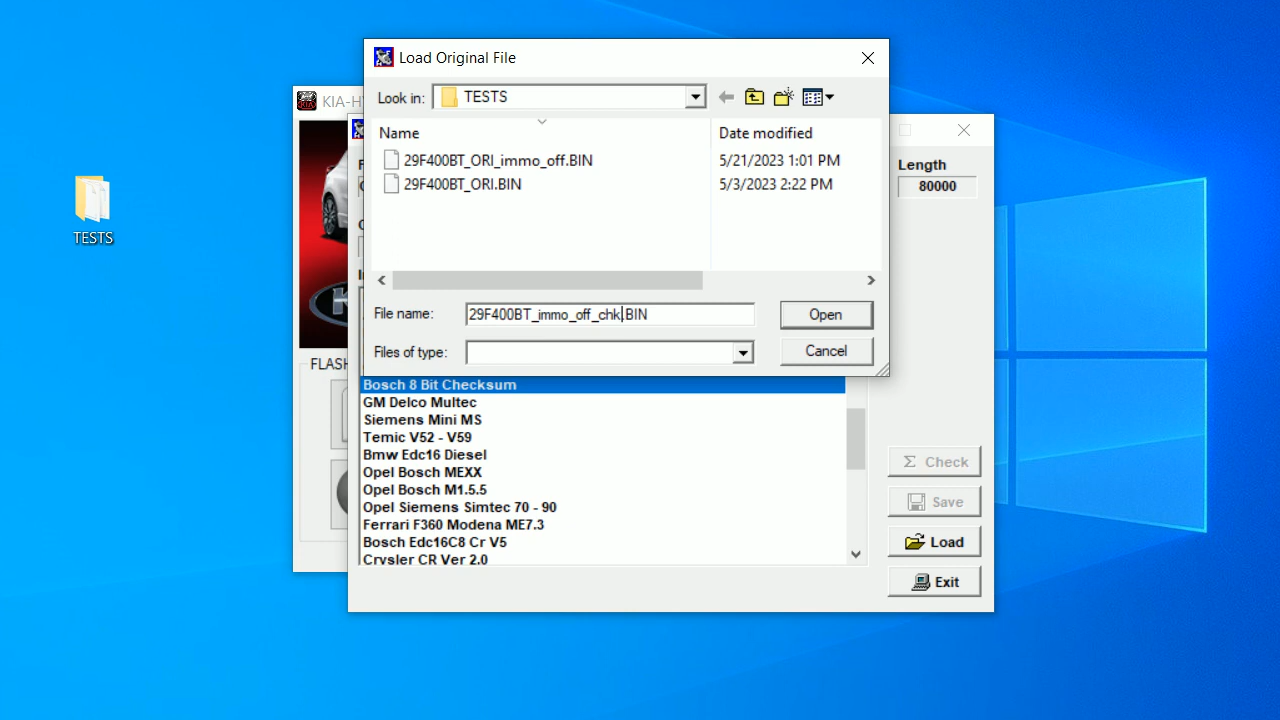 TESTS
KIA-H
KIA
FLASH
Load Original File
Look in:
TESTS
Name
Date modified
29F400BT_ORI_immo_off.BIN
5/21/2023 1:01 PM
29F400BT_ORI.BIN
5/3/2023 2:22 PM
File name:
29F400BT_immo_off_chk.BIN
Open
Files of type:
Cancel
Length
80000
Bosch 8 Bit Checksum
GM Delco Multec
Siemens Mini MS
Temic V52 - V59
Bmw Edc16 Diesel
Opel Bosch MEXX
Opel Bosch M1.5.5
Opel Siemens Simtec 70 - 90
Ferrari F360 Modena ME7.3
Bosch Edc16C8 Cr V5
Crysler CR Ver 2.0
Σ Check
Save
Load
Exit